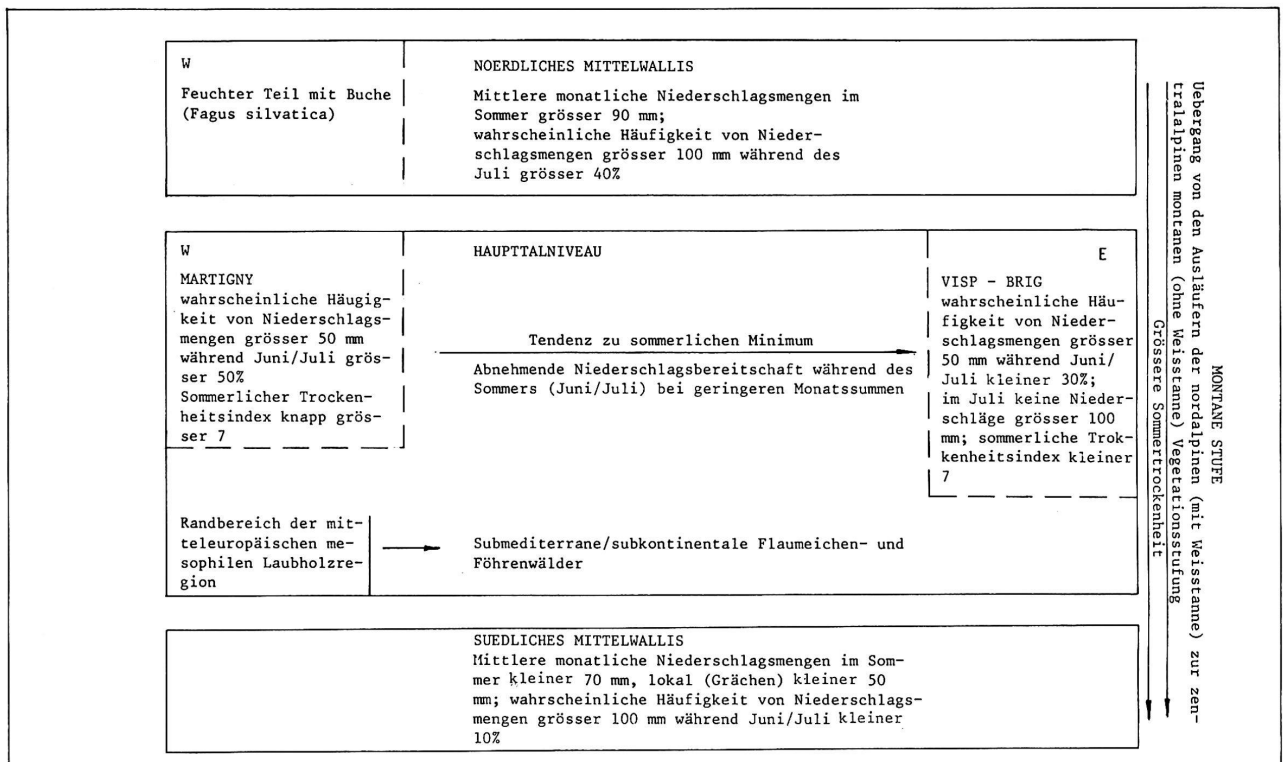 W
Feuchter Teil mit Buche
(Fagus silvatica)
NOERDLICHES MITTELWALLIS
Mittlere monatliche Niederschlagsmengen im
Sommer grösser 90 mm;
wahrscheinliche Häufigkeit von Nieder-
schlagsmengen grösser 100 mm während des
Juli grösser 40%
W
MARTIGNY
wahrscheinliche Häugig-
keit von Niederschlags-
mengen grösser 50 mm
während Juni/Juli grös-
ser 50%
Sommerlicher Trocken-
heitsindex knapp grös-
ser 7
HAUPTTALNIVEAU
Tendenz zu sommerlichen Minimum
Abnehmende Niederschlagsbereitschaft während des
Sommers (Juni/Juli) bei geringeren Monatssummen
E
VISP - BRIG
wahrscheinliche Häu-
figkeit von Nieder-
schlagsmengen grösser
50 mm während Juni/
Juli kleiner 30%;
im Juli keine Nieder-
schläge grösser 100
mm; sommerliche Trok-
kenheitsindex kleiner
7
Randbereich der mit-
teleuropäischen me-
sophilen Laubholzre-
gion
Submediterrane/subkontinentale Flaumeichen- und
Föhrenwälder
SUEDLICHES MITTELWALLIS
Mittlere monatliche Niederschlagsmengen im Som-
mer kleiner 70 mm, lokal (Grächen) kleiner 50
mm; wahrscheinliche Häufigkeit von Niederschlags-
mengen grösser 100 mm während Juni/Juli kleiner
10%
MONTANE STUFE
Uebergang von den Ausläufern der nordalpinen (mit Weisstanne) zur zen-
tralalpinen montanen (ohne Weisstanne) Vegetationsstufung
Grössere Sommertrockenheit